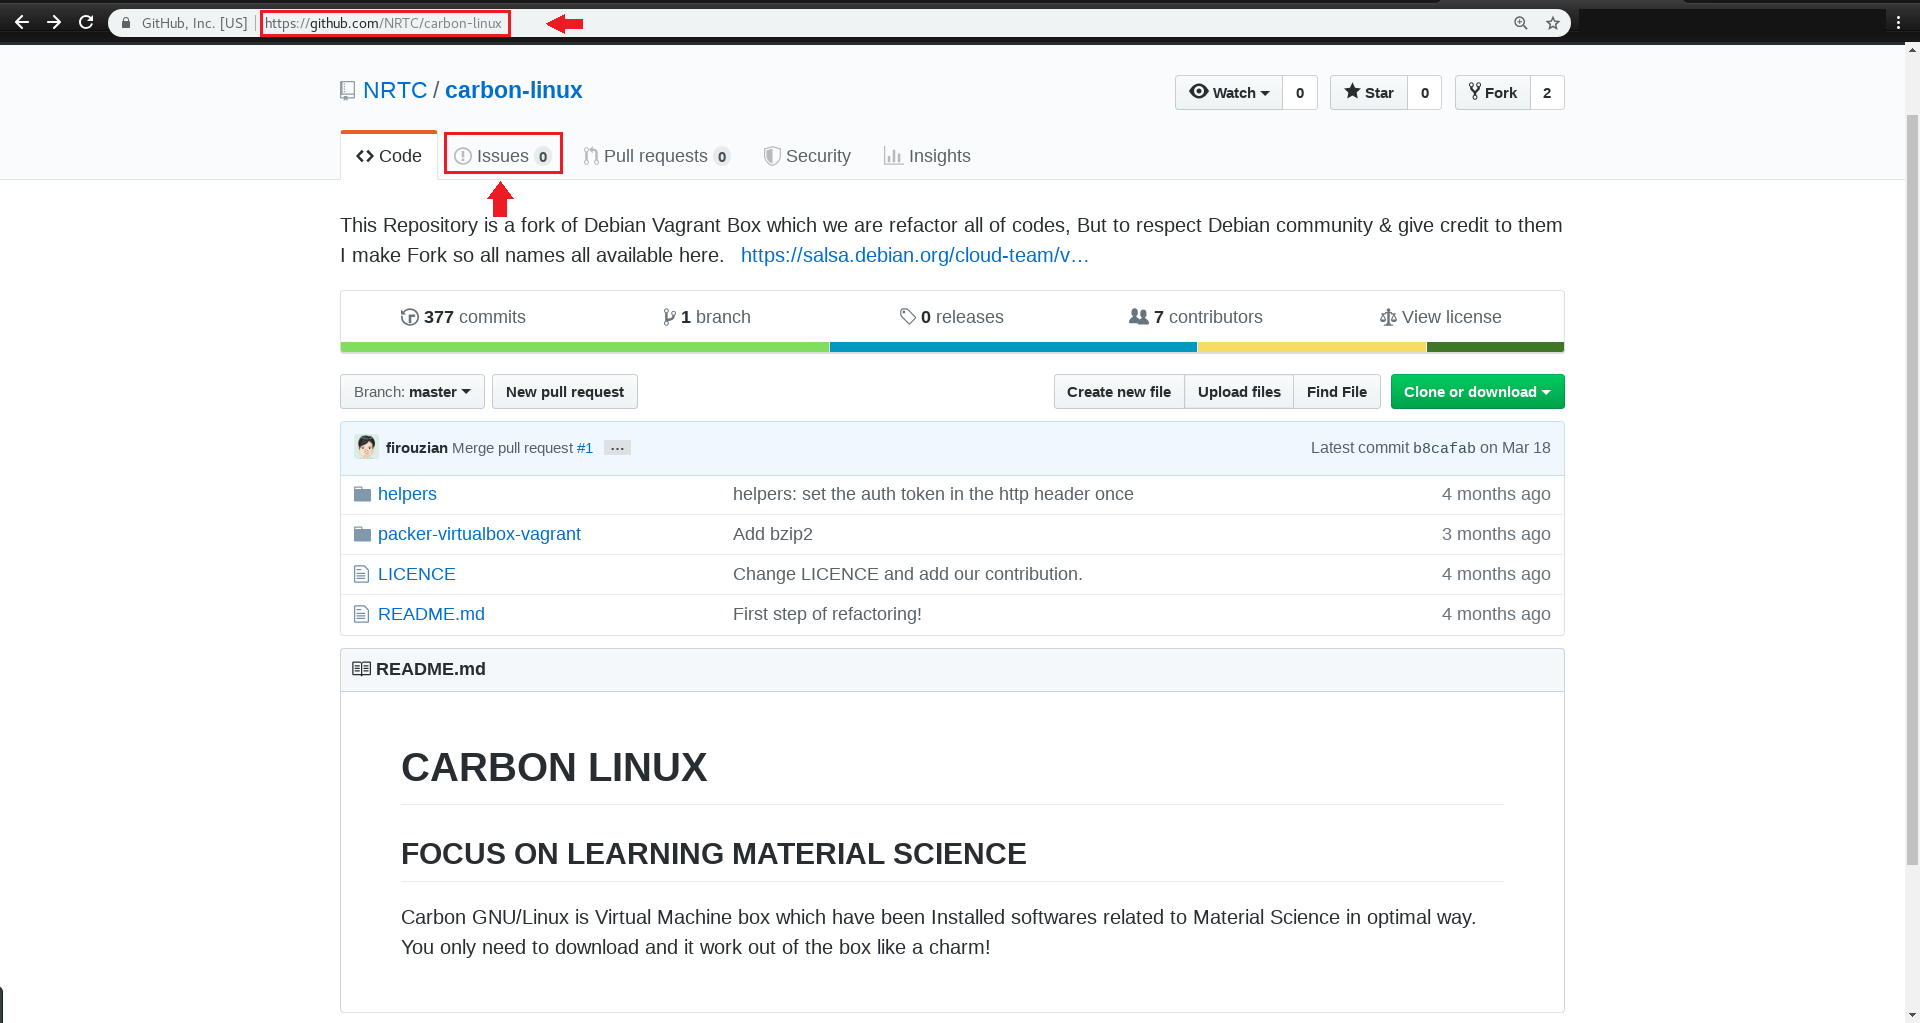 GitHub, Inc. [US] | https://github.com/NRTC/carbon-linux
NRTC / carbon-linux
Watch 0 Star 0 Fork 2
Code Issues 0 Pull requests 0 Security Insights
This Repository is a fork of Debian Vagrant Box which we are refactor all of codes, But to respect Debian community & give credit to them
I make Fork so all names all available here. https://salsa.debian.org/cloud-team/v…
377 commits 1 branch 0 releases 7 contributors View license
Branch: master New pull request Create new file Upload files Find File Clone or download
firouzian Merge pull request #1 ... Latest commit b8cafab on Mar 18
helpers helpers: set the auth token in the http header once 4 months ago
packer-virtualbox-vagrant Add bzip2 3 months ago
LICENCE Change LICENCE and add our contribution. 4 months ago
README.md First step of refactoring! 4 months ago
README.md
CARBON LINUX
FOCUS ON LEARNING MATERIAL SCIENCE
Carbon GNU/Linux is Virtual Machine box which have been Installed softwares related to Material Science in optimal way.
You only need to download and it work out of the box like a charm!